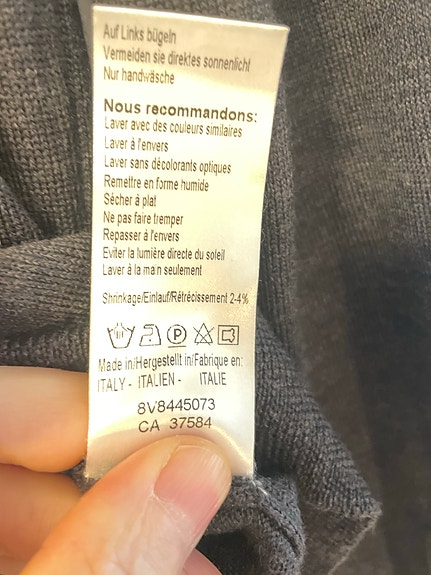 Auf Links bügeln
Vermeiden sie direktes sonnenlicht
Nur handwäsche
Nous recommandons:
Laver avec des couleurs similaires
Laver à l'envers
Laver sans décolorants optiques
Remettre en forme humide
Sécher à plat
Ne pas faire tremper
Repasser à l'envers
Eviter la lumière directe du soleil
Laver à la main seulement
Shrinkage/Einlauf/Rétrécissement 2-4%
P
Made in/Hergestellt in/Fabrique en:
ITALY - ITALIEN - ITALIE
8V8445073
CA 37584